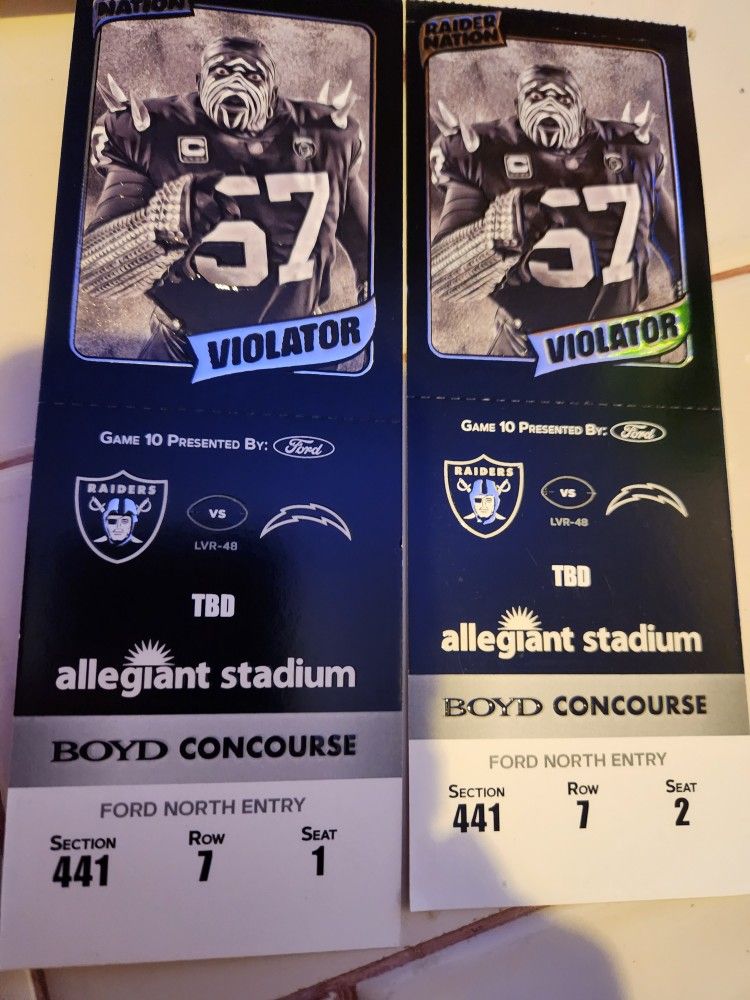 NATION
C
57
VIOLATOR
GAME 10 PRESENTED BY: Ford
RAIDERS
VS
LVR-48
TBD
allegiant stadium
BOYD CONCOURSE
FORD NORTH ENTRY
SECTION ROW SEAT
441 7 1
RAIDER
NATION
C
57
VIOLATOR
GAME 10 PRESENTED BY: Ford
RAIDERS
VS
LVR-48
TBD
allegiant stadium
BOYD CONCOURSE
FORD NORTH ENTRY
SECTION ROW SEAT
441 7 2